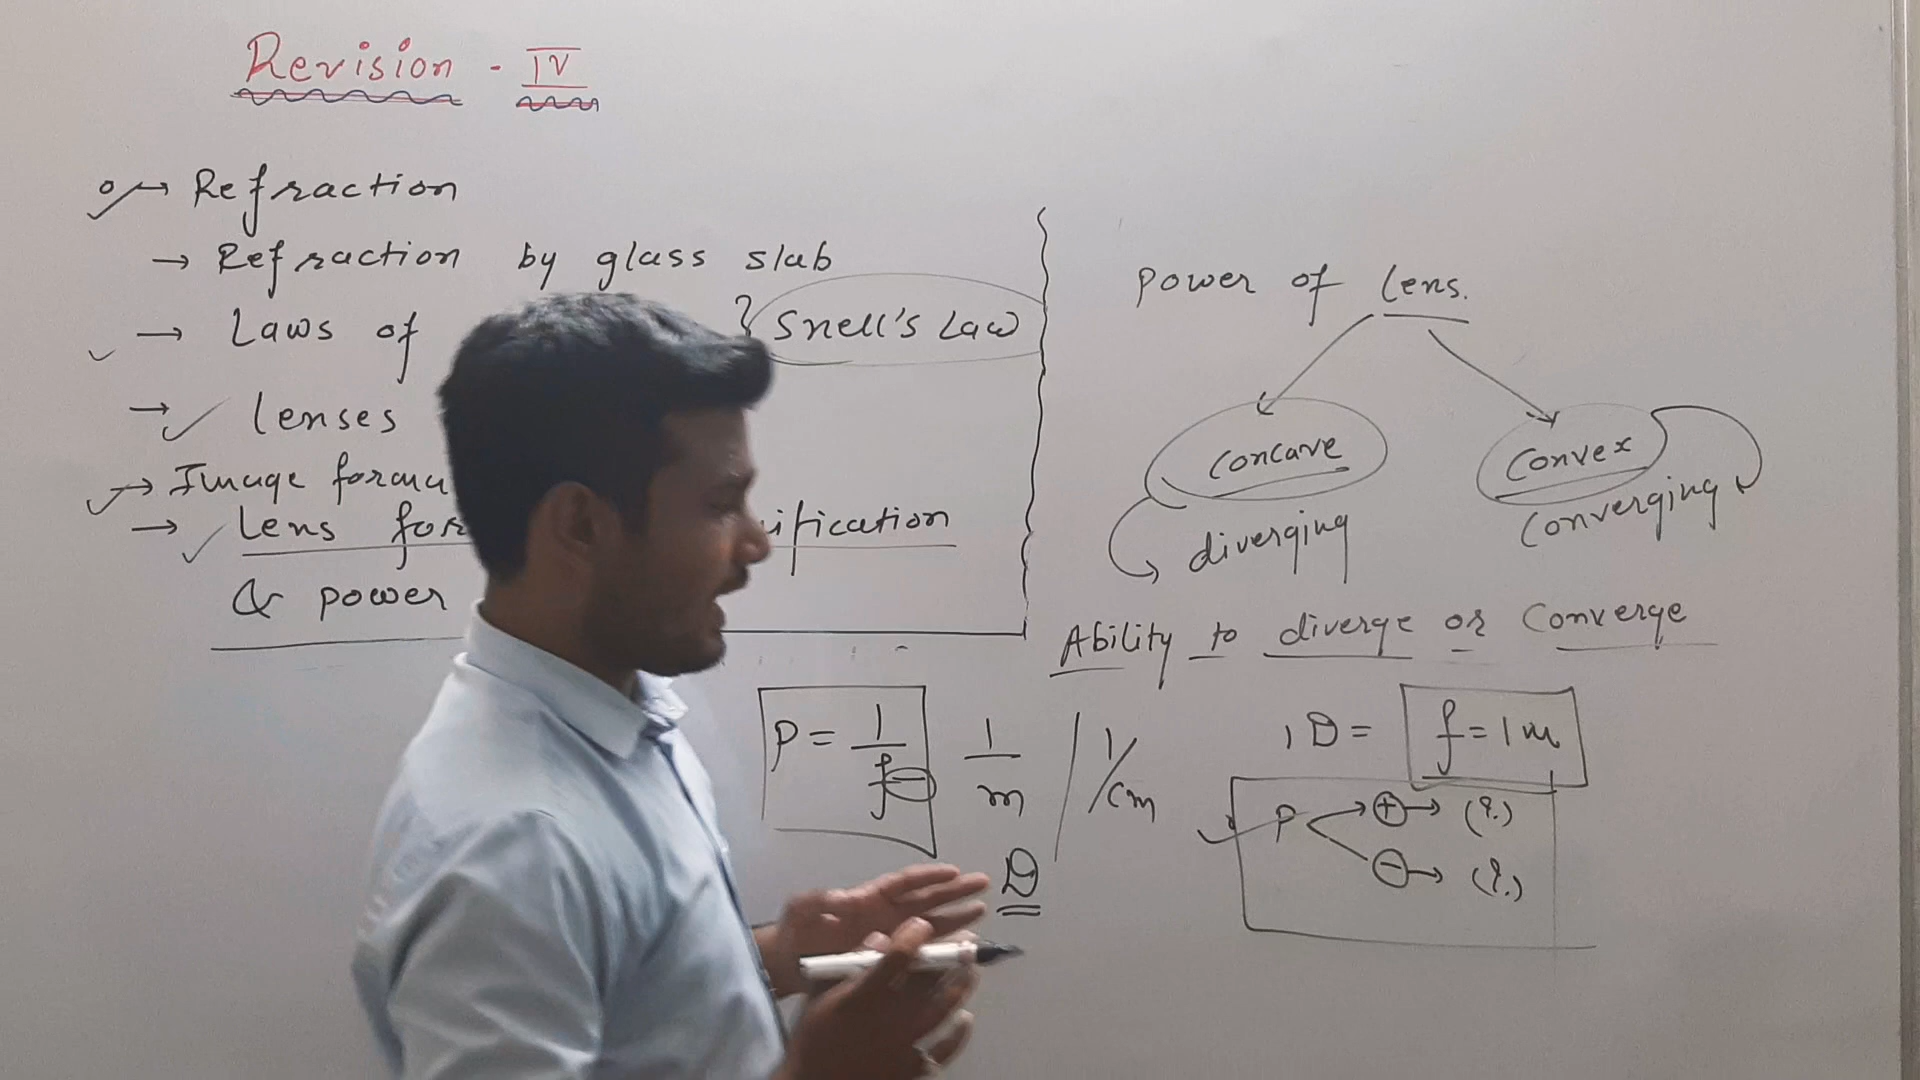 Revision - IV
→ Refraction
→ Refraction by glass slab
→ Laws of } Snell's Law
→ lenses
→ Image forma
→ lens for ification
& power
power of lens.
concave convex
diverging converging
Ability to diverge or converge
P = 1/f 1/m 1/cm
D
1 D = f = 1 m
P ⊕ → (?)
⊖ → (?)